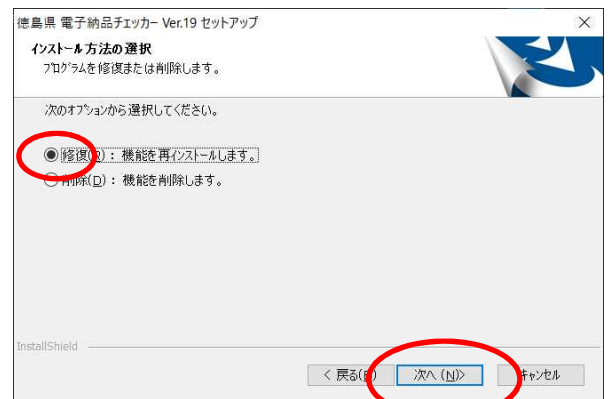 徳島県 電子納品チェッカー Ver.19 セットアップ
インストール方法の選択
プログラムを修復または削除します。
次のオプションから選択してください。
修復(R)：機能を再インストールします。
削除(D)：機能を削除します。
InstallShield
< 戻る(B)
次へ (N)>
キャンセル